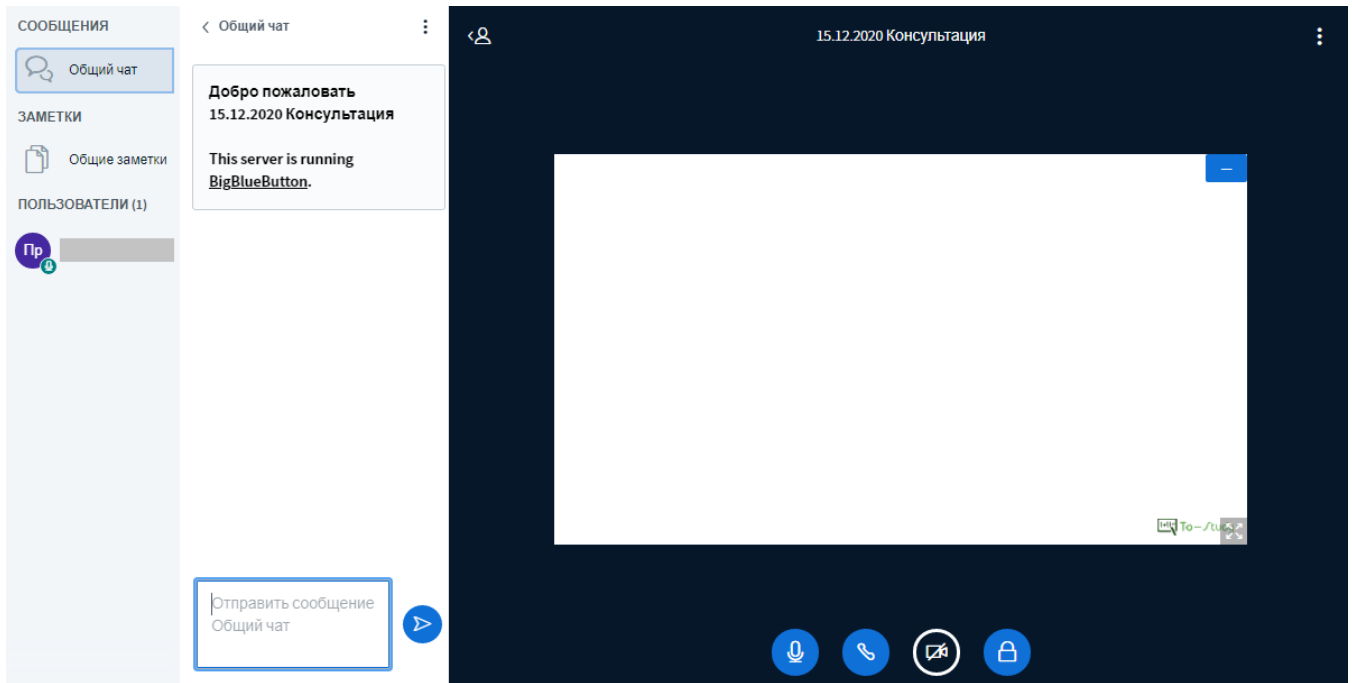 СООБЩЕНИЯ
Общий чат
ЗАМЕТКИ
Общие заметки
ПОЛЬЗОВАТЕЛИ (1)
Пр
Общий чат
Добро пожаловать
15.12.2020 Консультация
This server is running
BigBlueButton.
Отправить сообщение
Общий чат
15.12.2020 Консультация
To-